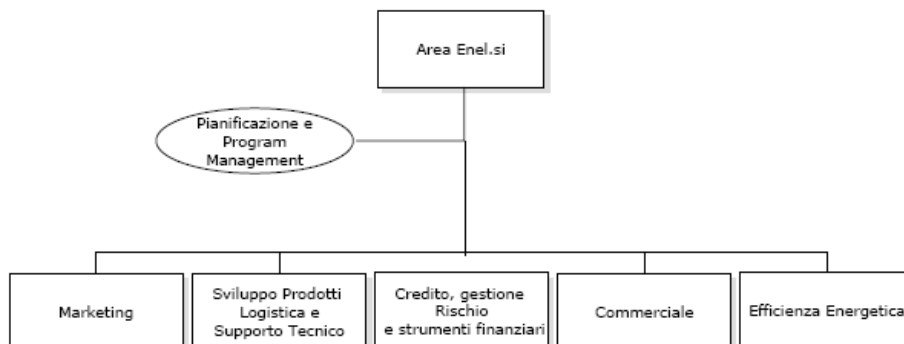 Area Enel.si
Pianificazione e
Program
Management
Marketing
Sviluppo Prodotti
Logistica e
Supporto Tecnico
Credito, gestione
Rischio
e strumenti finanziari
Commerciale
Efficienza Energetica